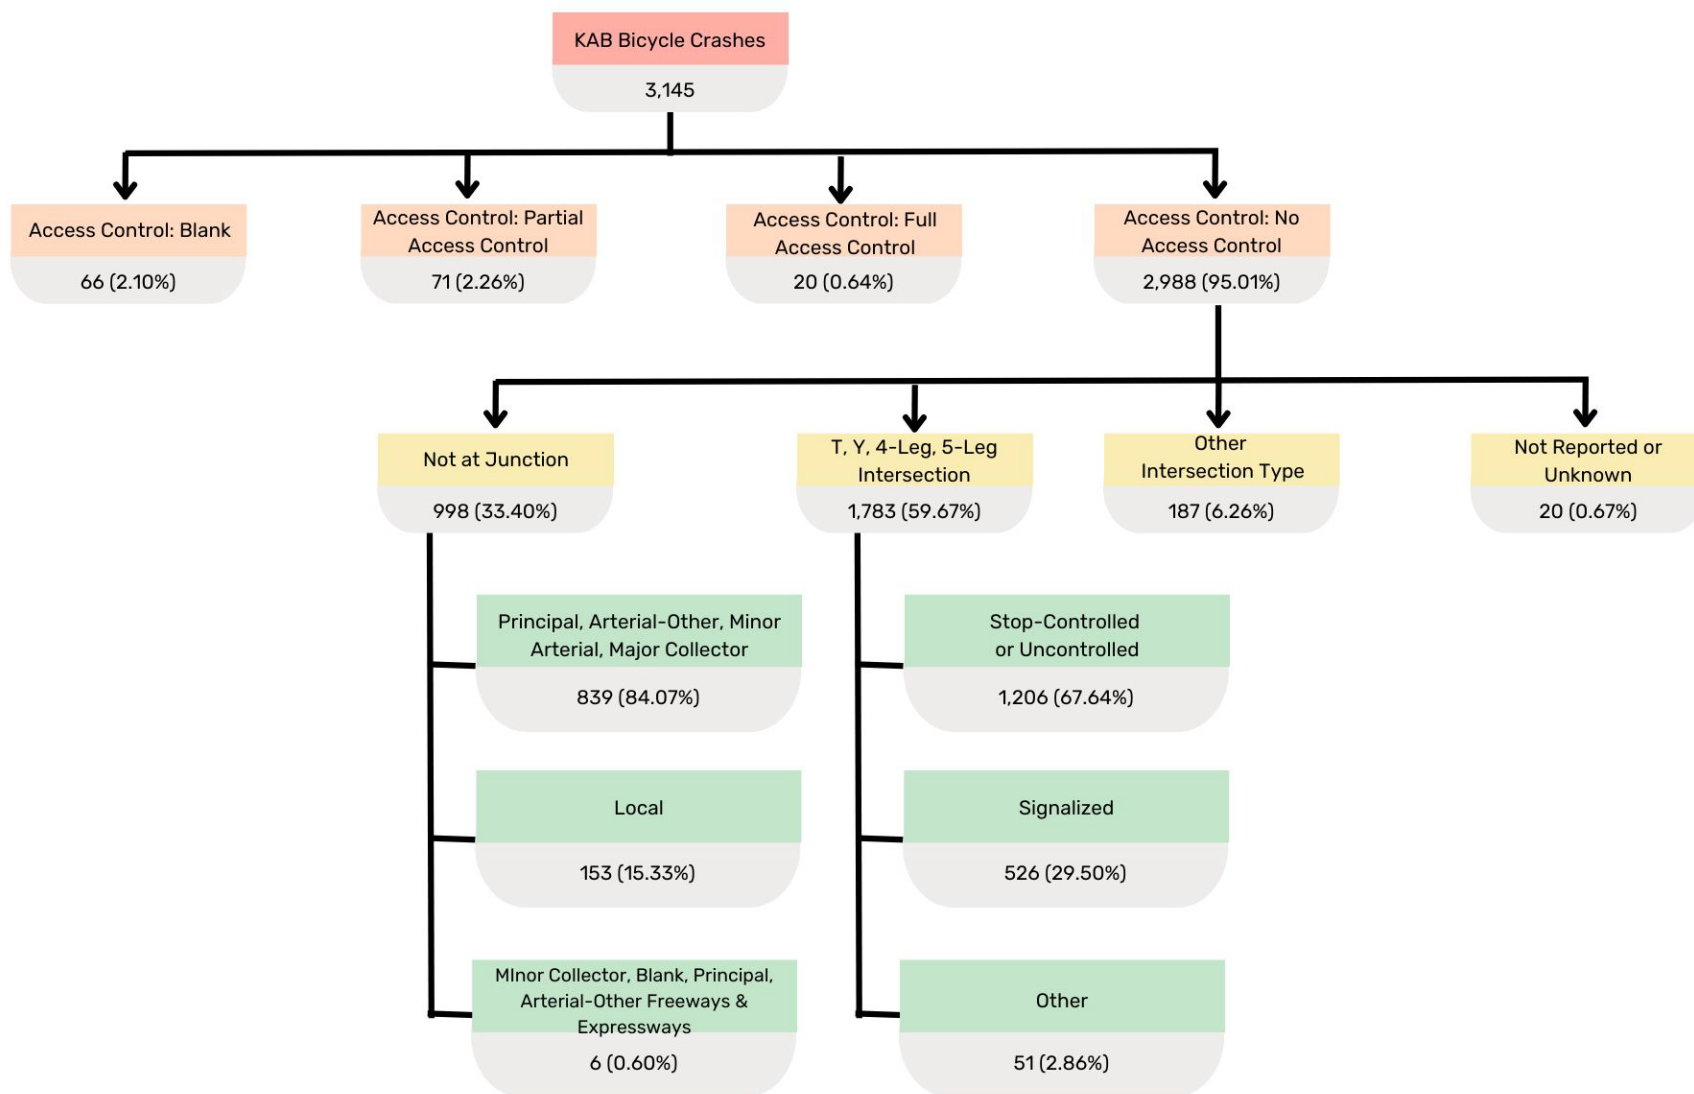 KAB Bicycle Crashes
3,145
Access Control: Blank
66 (2.10%)
Access Control: Partial
Access Control
71 (2.26%)
Access Control: Full
Access Control
20 (0.64%)
Access Control: No
Access Control
2,988 (95.01%)
Not at Junction
998 (33.40%)
T, Y, 4-Leg, 5-Leg
Intersection
1,783 (59.67%)
Other
Intersection Type
187 (6.26%)
Not Reported or
Unknown
20 (0.67%)
Principal, Arterial-Other, Minor
Arterial, Major Collector
839 (84.07%)
Stop-Controlled
or Uncontrolled
1,206 (67.64%)
Local
153 (15.33%)
Signalized
526 (29.50%)
MInor Collector, Blank, Principal,
Arterial-Other Freeways &
Expressways
6 (0.60%)
Other
51 (2.86%)